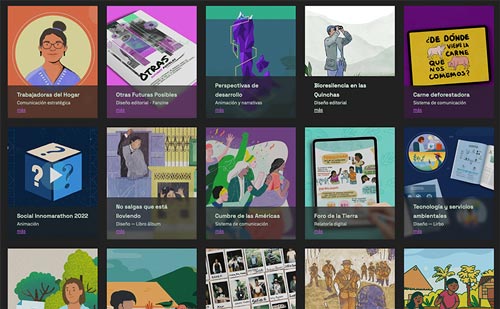 Trabajadoras del Hogar
Comunicación estratégica
más
OTRAS
Otras Futuras Posibles
Diseño editorial - Fanzine
más
Perspectivas de
desarrollo
Animación y narrativas
más
Bioresiliencia en las
Quinchas
Diseño editorial
más
¿DE DÓNDE
VIENE LA
CARNE
QUE NOS
COMEMOS?
Carne deforestadora
Sistema de comunicación
más
? ? ?
Social Innomarathon 2022
Animación
más
No salgas que está
lloviendo
Diseño — Libro álbum
más
Cumbre de las Américas
Sistema de comunicación
más
Foro de la Tierra
Relatoría digital
más
Tecnología y servicios
ambientales
Diseño — Lirbo
más